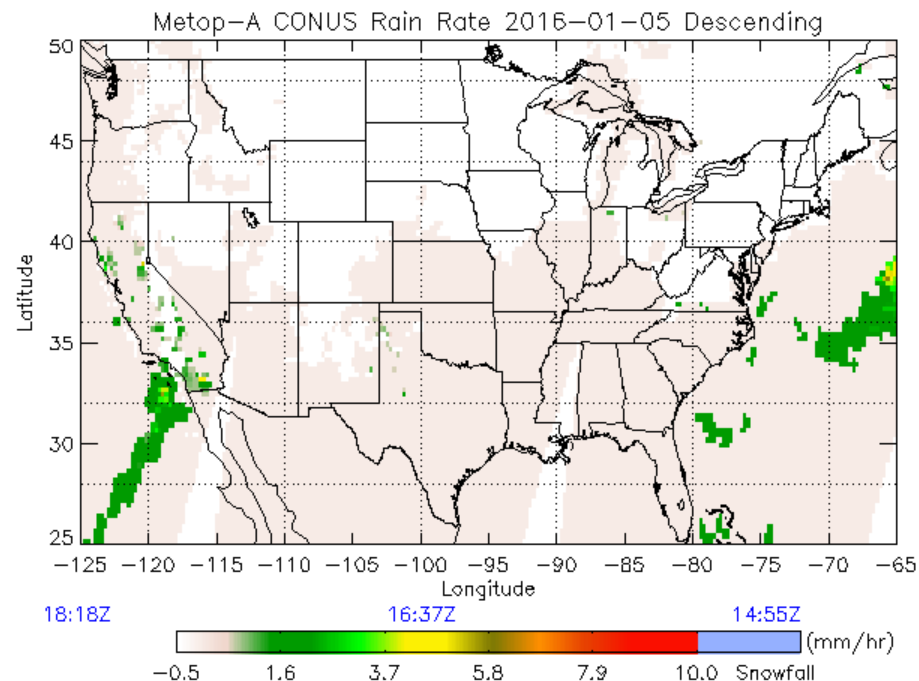 Metop-A CONUS Rain Rate 2016-01-05 Descending
50
45
40
35
30
25
Latitude
-125 -120 -115 -110 -105 -100 -95 -90 -85 -80 -75 -70 -65
Longitude
18:18Z 16:37Z 14:55Z
(mm/hr)
-0.5 1.6 3.7 5.8 7.9 10.0 Snowfall